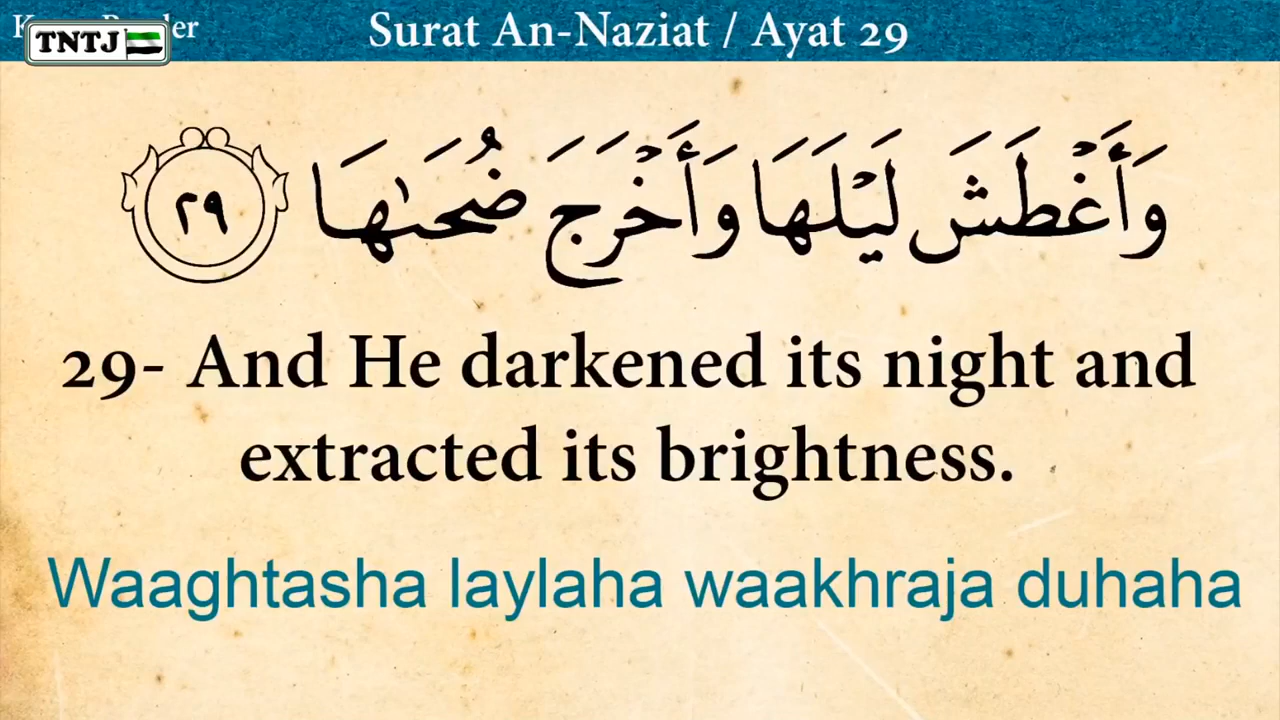 Surat An-Naziat / Ayat 29
TNTJ
وَأَغْطَشَ لَيْلَهَا وَأَخْرَجَ ضُحَىٰهَا ٢٩
29- And He darkened its night and
extracted its brightness.
Waaghtasha laylaha waakhraja duhaha